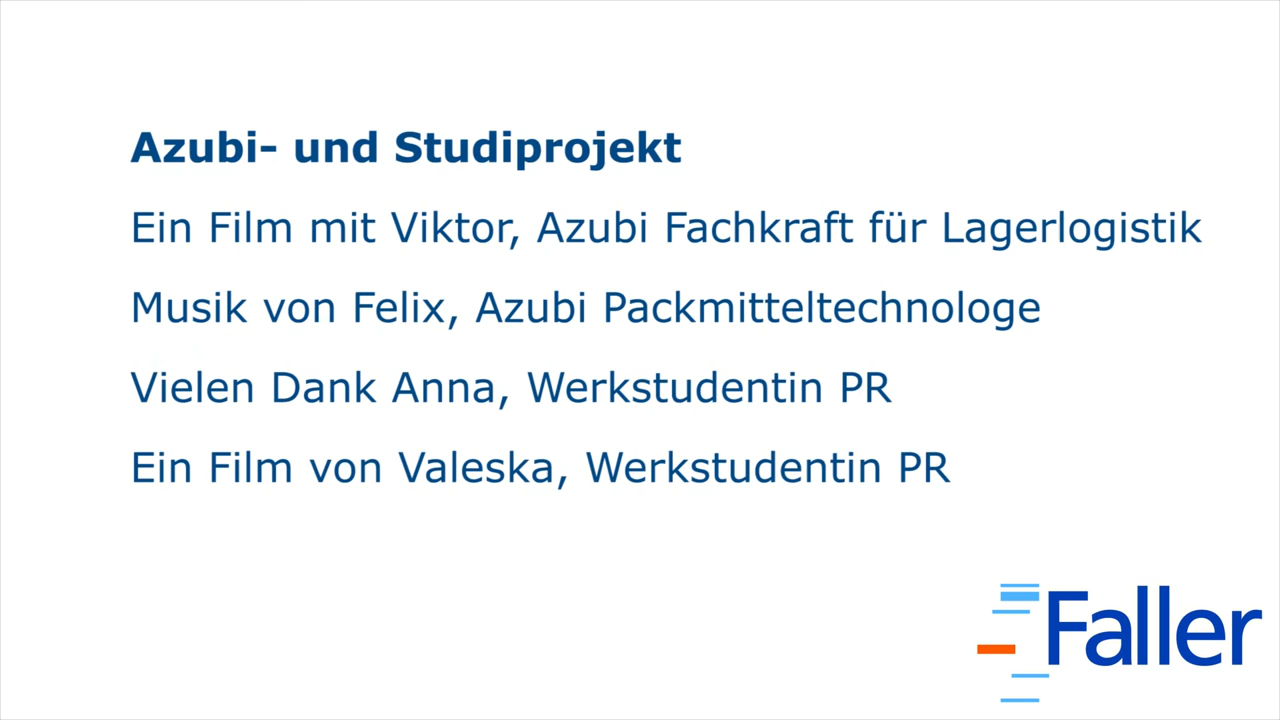 Azubi- und Studiprojekt
Ein Film mit Viktor, Azubi Fachkraft für Lagerlogistik
Musik von Felix, Azubi Packmitteltechnologe
Vielen Dank Anna, Werkstudentin PR
Ein Film von Valeska, Werkstudentin PR
Faller